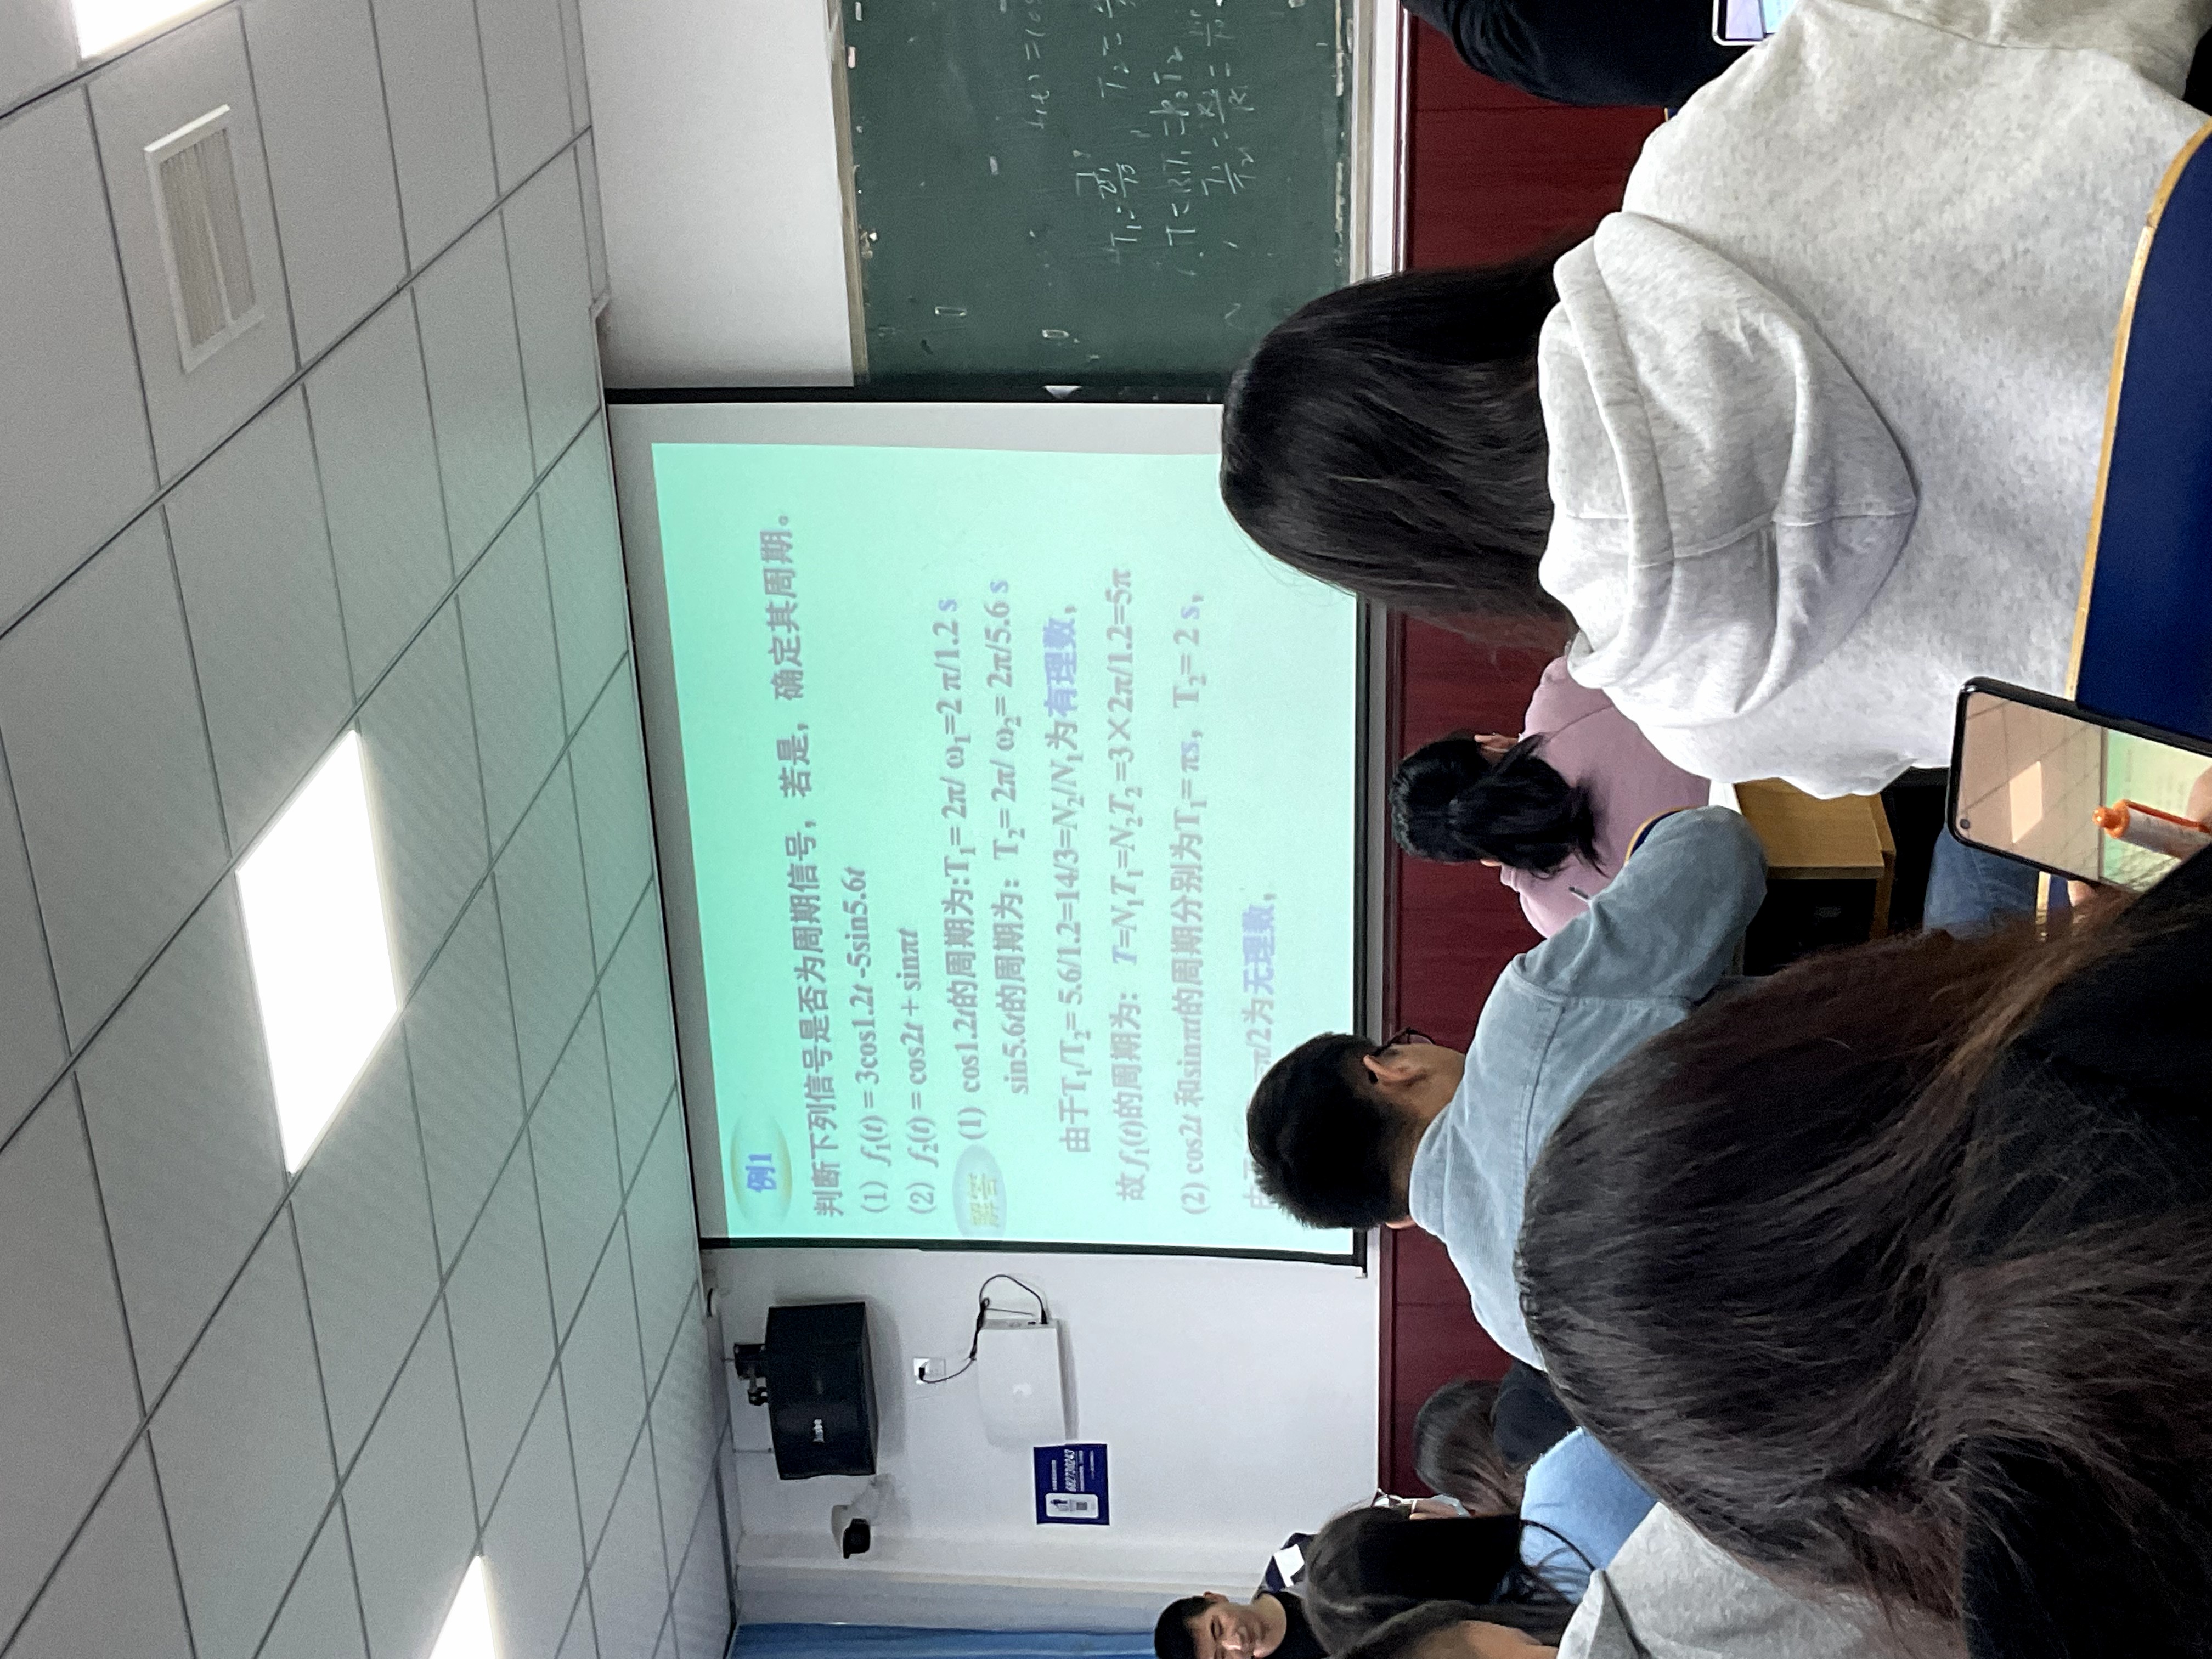 例1
判断下列信号是否为周期信号，若是，确定其周期。
(1) f₁(t) = 3cos1.2t -5sin5.6t
(2) f₂(t) = cos2t + sinπt
解答 (1) cos1.2t的周期为:T₁= 2π/ ω₁=2 π/1.2 s
sin5.6t的周期为：T₂= 2π/ ω₂= 2π/5.6 s
由于T₁/T₂= 5.6/1.2=14/3=N₂/N₁为有理数，
故 f₁(t)的周期为: T=N₁T₁=N₂T₂=3×2π/1.2=5π
(2) cos2t 和sinπt的周期分别为T₁= πs，T₂= 2 s，
=π/2为无理数，
682730243
T₁=
T₂=
T₁
T₂